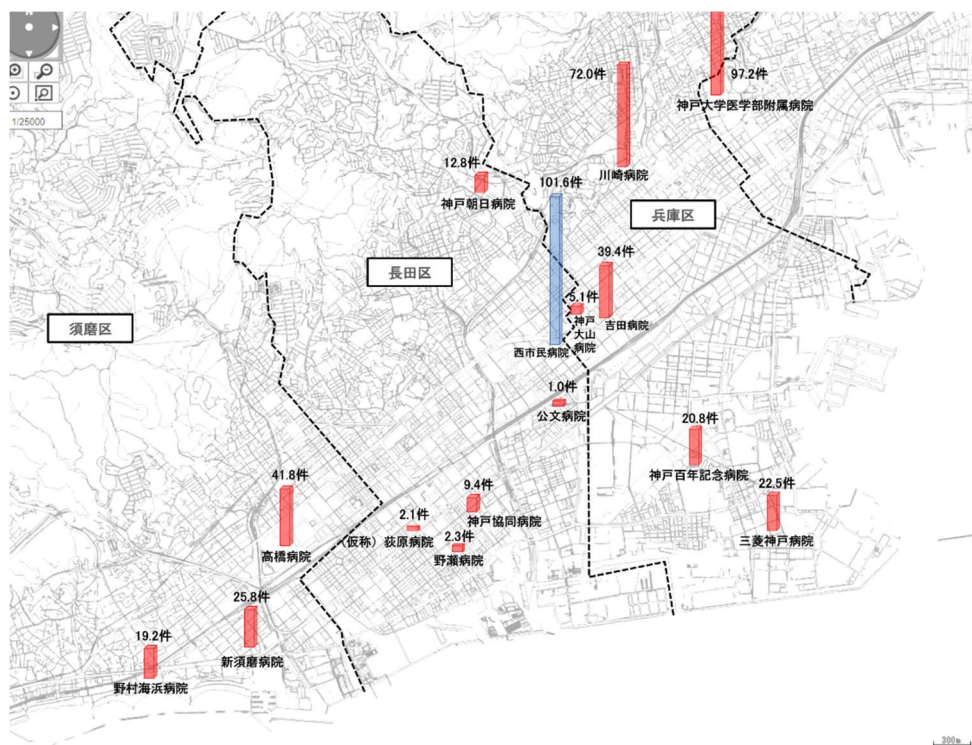 1/25000
72.0件
97.2件
神戸大学医学部附属病院
川崎病院
12.8件
神戸朝日病院
101.6件
兵庫区
長田区
39.4件
5.1件
吉田病院
神戸
大山
病院
西市民病院
須磨区
1.0件
公文病院
20.8件
神戸百年記念病院
22.5件
三菱神戸病院
41.8件
高橋病院
9.4件
神戸協同病院
2.1件
(仮称)荻原病院
2.3件
野瀬病院
25.8件
新須磨病院
19.2件
野村海浜病院
300m